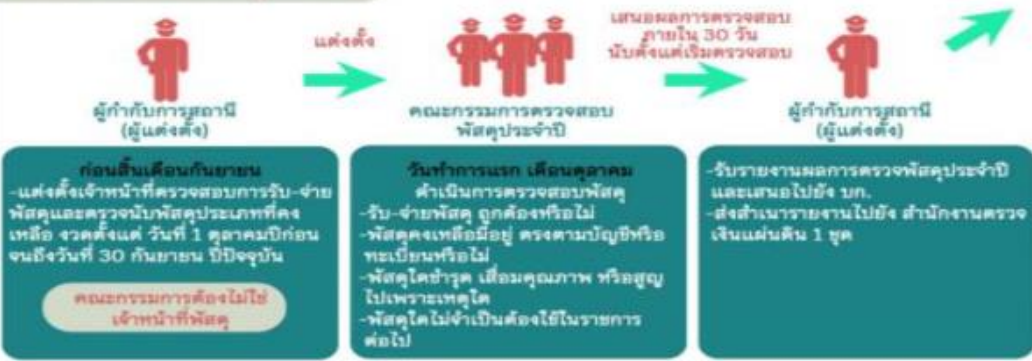 แต่งตั้ง
เสนอผลการตรวจสอบ
ภายใน 30 วัน
นับตั้งแต่เริ่มตรวจสอบ
ผู้กำกับการสถานี
(ผู้แต่งตั้ง)
คณะกรรมการตรวจสอบ
พัสดุประจำปี
ผู้กำกับการสถานี
(ผู้แต่งตั้ง)
ก่อนสิ้นเดือนกันยายน
-แต่งตั้งเจ้าหน้าที่ตรวจสอบการรับ-จ่าย
พัสดุและตรวจนับพัสดุประเภทที่คง
เหลือ งวดตั้งแต่ วันที่ 1 ตุลาคมปีก่อน
จนถึงวันที่ 30 กันยายน ปีปัจจุบัน
คณะกรรมการต้องไม่ใช่
เจ้าหน้าที่พัสดุ
วันทำการแรก เดือนตุลาคม
ดำเนินการตรวจสอบพัสดุ
-รับ-จ่ายพัสดุ ถูกต้องหรือไม่
-พัสดุคงเหลือมีอยู่ ตรงตามบัญชีหรือ
ทะเบียนหรือไม่
-พัสดุใดชำรุด เสื่อมคุณภาพ หรือสูญ
ไปเพราะเหตุใด
-พัสดุใดไม่จำเป็นต้องใช้ในราชการ
ต่อไป
-รับรายงานผลการตรวจพัสดุประจำปี
และเสนอไปยัง บก.
-ส่งสำเนารายงานไปยัง สำนักงานตรวจ
เงินแผ่นดิน 1 ชุด